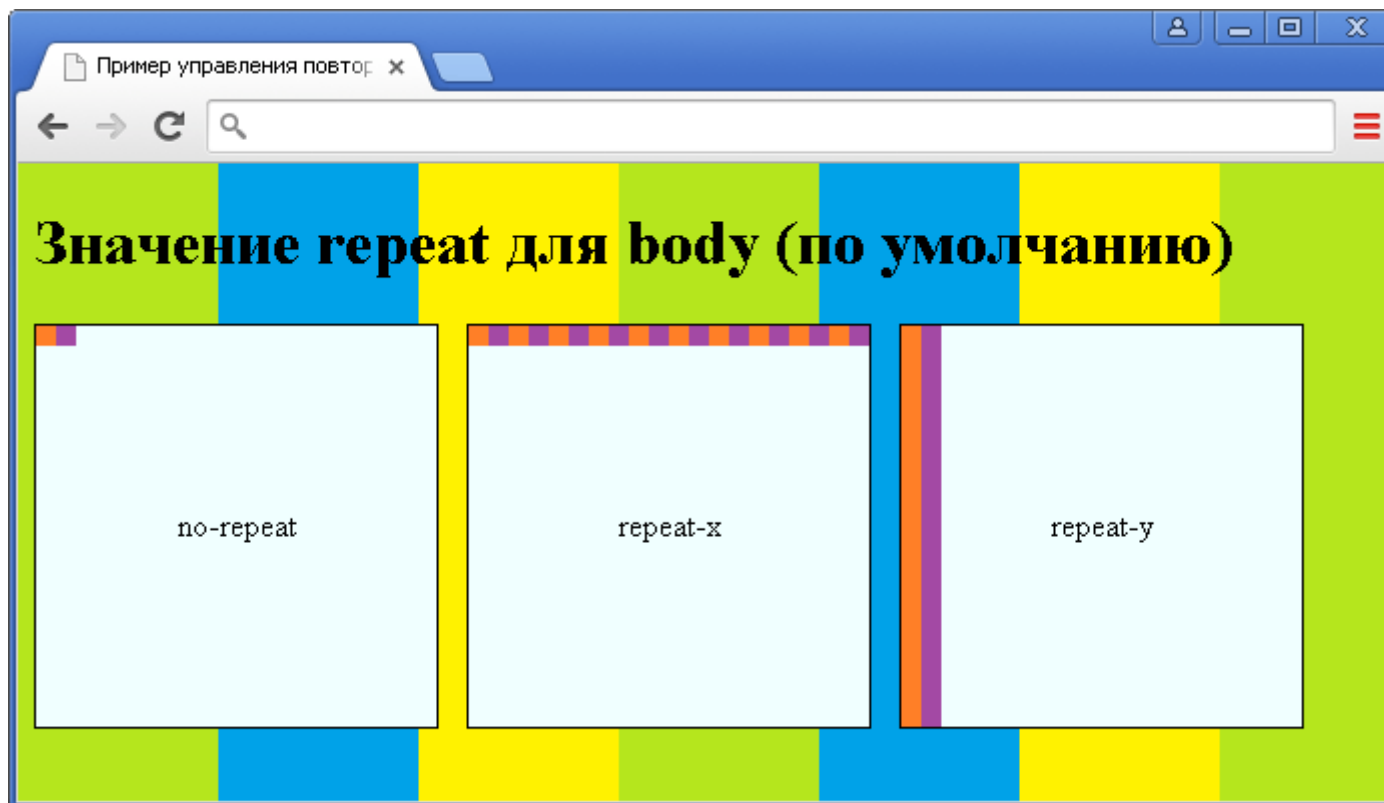 Пример управления повтор
Значение repeat для body (по умолчанию)
no-repeat
repeat-x
repeat-y